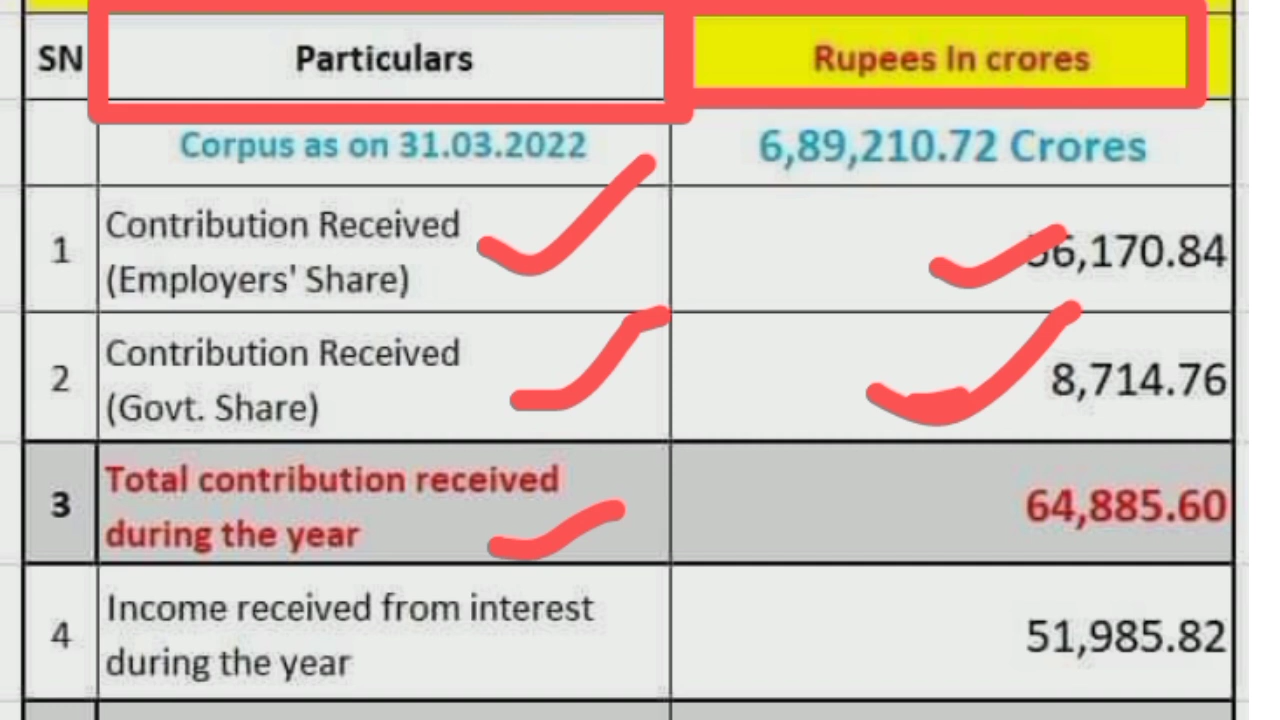 SN Particulars Rupees In crores
Corpus as on 31.03.2022 6,89,210.72 Crores
Contribution Received
1 56,170.84
(Employers' Share)
Contribution Received
2 8,714.76
(Govt. Share)
Total contribution received
3 64,885.60
during the year
Income received from interest
4 51,985.82
during the year